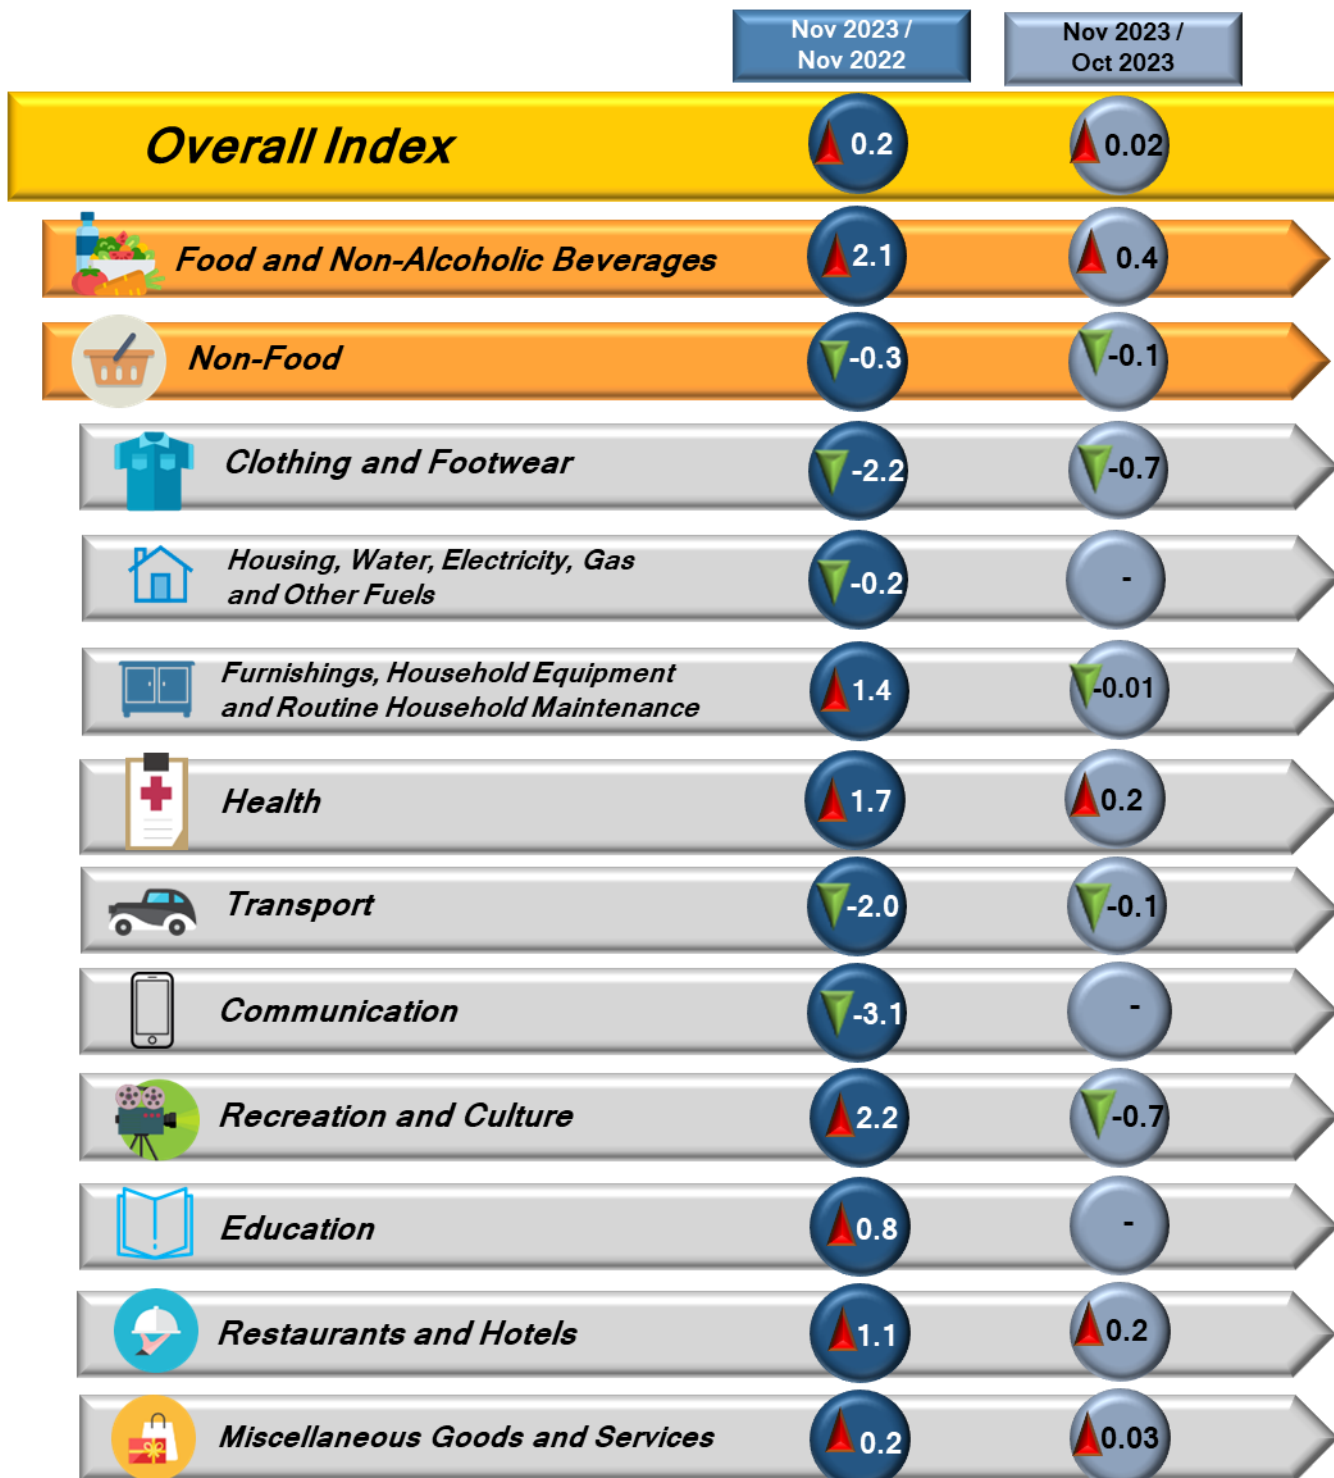 Nov 2023 /
Nov 2022
Nov 2023 /
Oct 2023
Overall Index
0.2
0.02
Food and Non-Alcoholic Beverages
2.1
0.4
Non-Food
-0.3
-0.1
Clothing and Footwear
-2.2
-0.7
Housing, Water, Electricity, Gas
and Other Fuels
-0.2
-
Furnishings, Household Equipment
and Routine Household Maintenance
1.4
-0.01
Health
1.7
0.2
Transport
-2.0
-0.1
Communication
-3.1
-
Recreation and Culture
2.2
-0.7
Education
0.8
-
Restaurants and Hotels
1.1
0.2
Miscellaneous Goods and Services
0.2
0.03